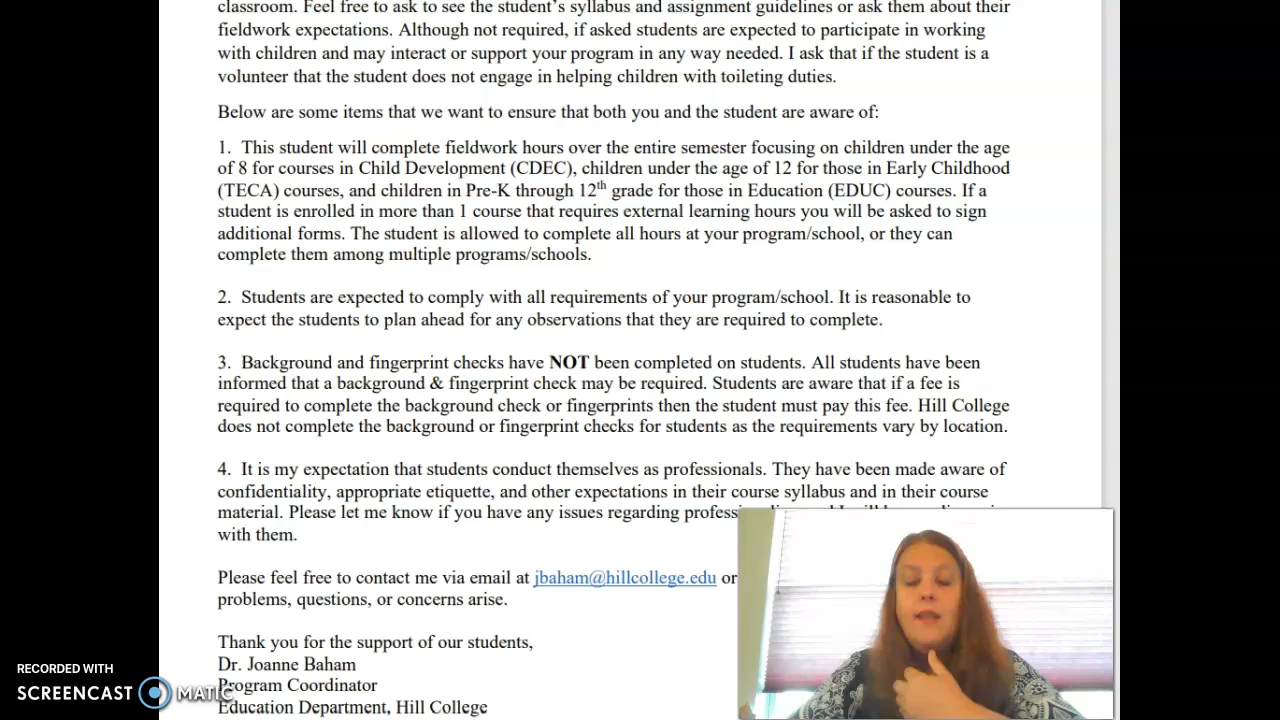 classroom. Feel free to ask to see the student's syllabus and assignment guidelines or ask them about their
fieldwork expectations. Although not required, if asked students are expected to participate in working
with children and may interact or support your program in any way needed. I ask that if the student is a
volunteer that the student does not engage in helping children with toileting duties.
Below are some items that we want to ensure that both you and the student are aware of:
1. This student will complete fieldwork hours over the entire semester focusing on children under the age
of 8 for courses in Child Development (CDEC), children under the age of 12 for those in Early Childhood
(TECA) courses, and children in Pre-K through 12th grade for those in Education (EDUC) courses. If a
student is enrolled in more than 1 course that requires external learning hours you will be asked to sign
additional forms. The student is allowed to complete all hours at your program/school, or they can
complete them among multiple programs/schools.
2. Students are expected to comply with all requirements of your program/school. It is reasonable to
expect the students to plan ahead for any observations that they are required to complete.
3. Background and fingerprint checks have NOT been completed on students. All students have been
informed that a background & fingerprint check may be required. Students are aware that if a fee is
required to complete the background check or fingerprints then the student must pay this fee. Hill College
does not complete the background or fingerprint checks for students as the requirements vary by location.
4. It is my expectation that students conduct themselves as professionals. They have been made aware of
confidentiality, appropriate etiquette, and other expectations in their course syllabus and in their course
material. Please let me know if you have any issues regarding
with them.
Please feel free to contact me via email at jbaham@hillcollege.edu or
problems, questions, or concerns arise.
Thank you for the support of our students,
Dr. Joanne Baham
Program Coordinator
Education Department, Hill College
RECORDED WITH
SCREENCAST MATIC